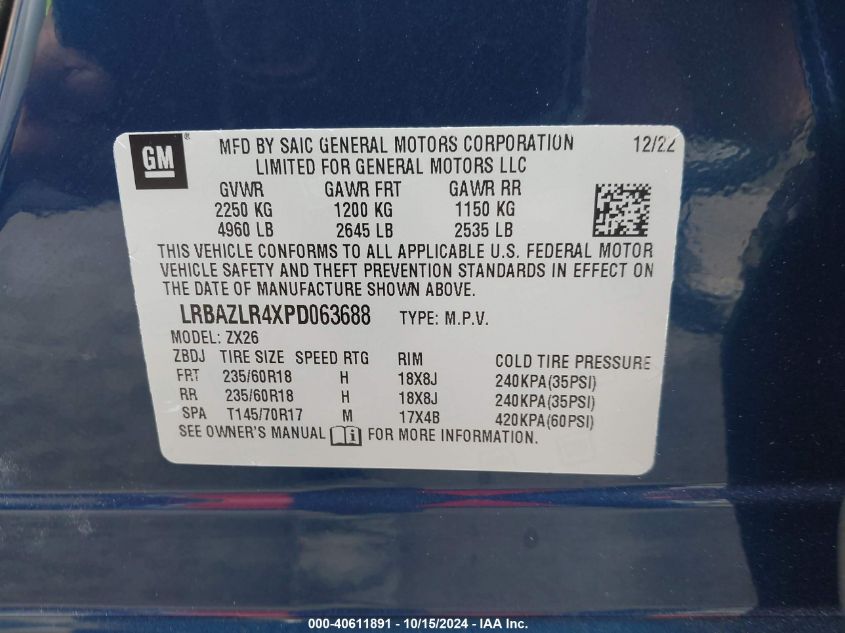 GM ® MFD BY SAIC GENERAL MOTORS CORPORATION 12/22
LIMITED FOR GENERAL MOTORS LLC
GVWR GAWR FRT GAWR RR
2250 KG 1200 KG 1150 KG
4960 LB 2645 LB 2535 LB
THIS VEHICLE CONFORMS TO ALL APPLICABLE U.S. FEDERAL MOTOR
VEHICLE SAFETY AND THEFT PREVENTION STANDARDS IN EFFECT ON
THE DATE OF MANUFACTURE SHOWN ABOVE.
LRBAZLR4XPD063688 TYPE: M.P.V.
MODEL: ZX26
ZBDJ TIRE SIZE SPEED RTG RIM COLD TIRE PRESSURE
FRT 235/60R18 H 18X8J 240KPA(35PSI)
RR 235/60R18 H 18X8J 240KPA(35PSI)
SPA T145/70R17 M 17X4B 420KPA(60PSI)
SEE OWNER'S MANUAL FOR MORE INFORMATION.
000-40611891 - 10/15/2024 - IAA Inc.